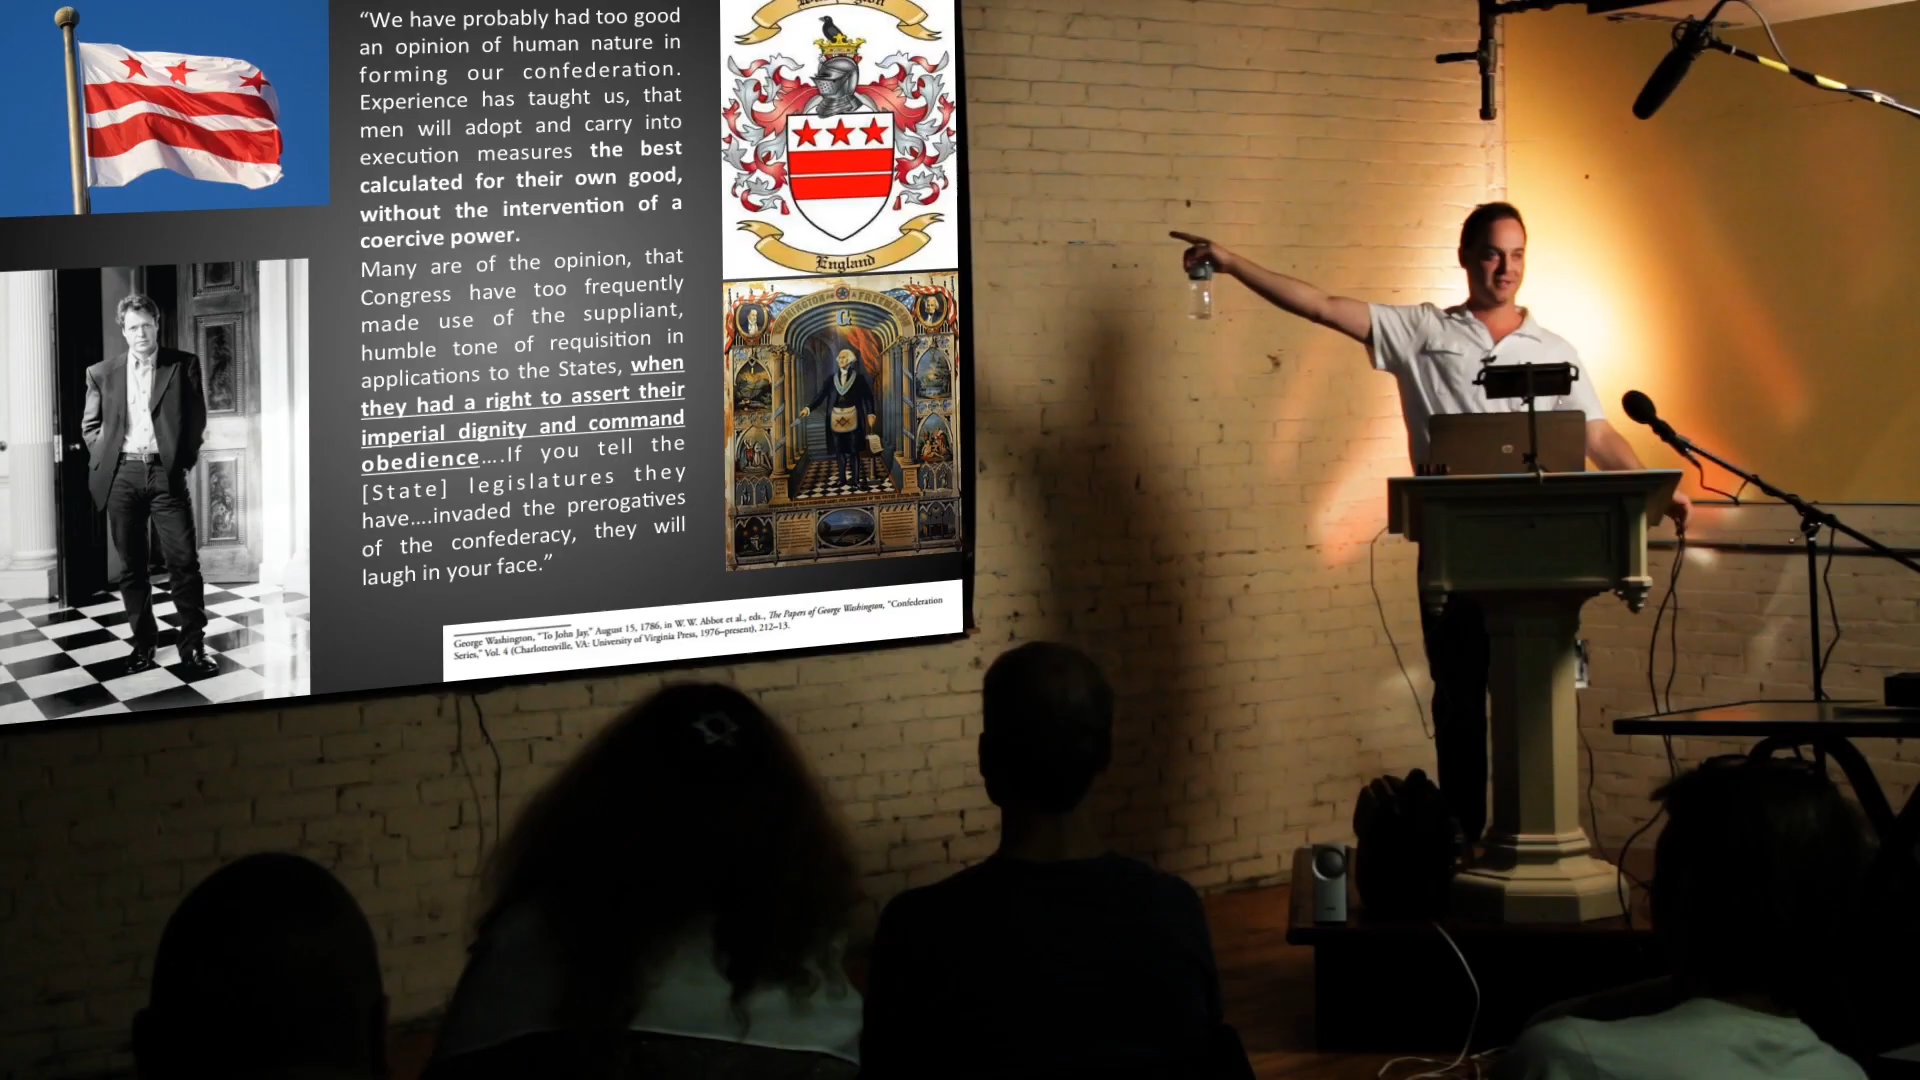 “We have probably had too good
an opinion of human nature in
forming our confederation.
Experience has taught us, that
men will adopt and carry into
execution measures the best
calculated for their own good,
without the intervention of a
coercive power.
Many are of the opinion, that
Congress have too frequently
made use of the suppliant,
humble tone of requisition in
applications to the States, when
they had a right to assert their
imperial dignity and command
obedience….If you tell the
[State] legislatures they
have….invaded the prerogatives
of the confederacy, they will
laugh in your face.”
England
G
George Washington, “To John Jay,” August 15, 1786, in W. W. Abbot et al., eds., The Papers of George Washington, “Confederation
Series,” Vol. 4 (Charlottesville, VA: University of Virginia Press, 1976–present), 212–13.
hp